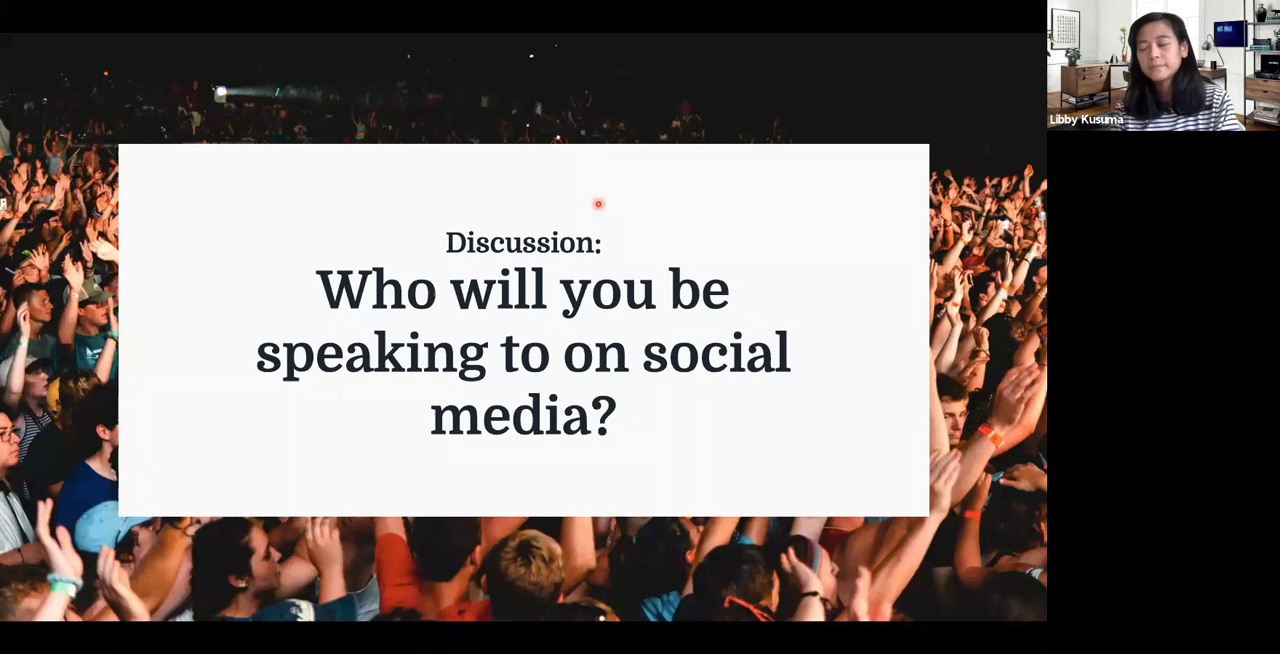 Discussion:
Who will you be
speaking to on social
media?
Libby Kusuma